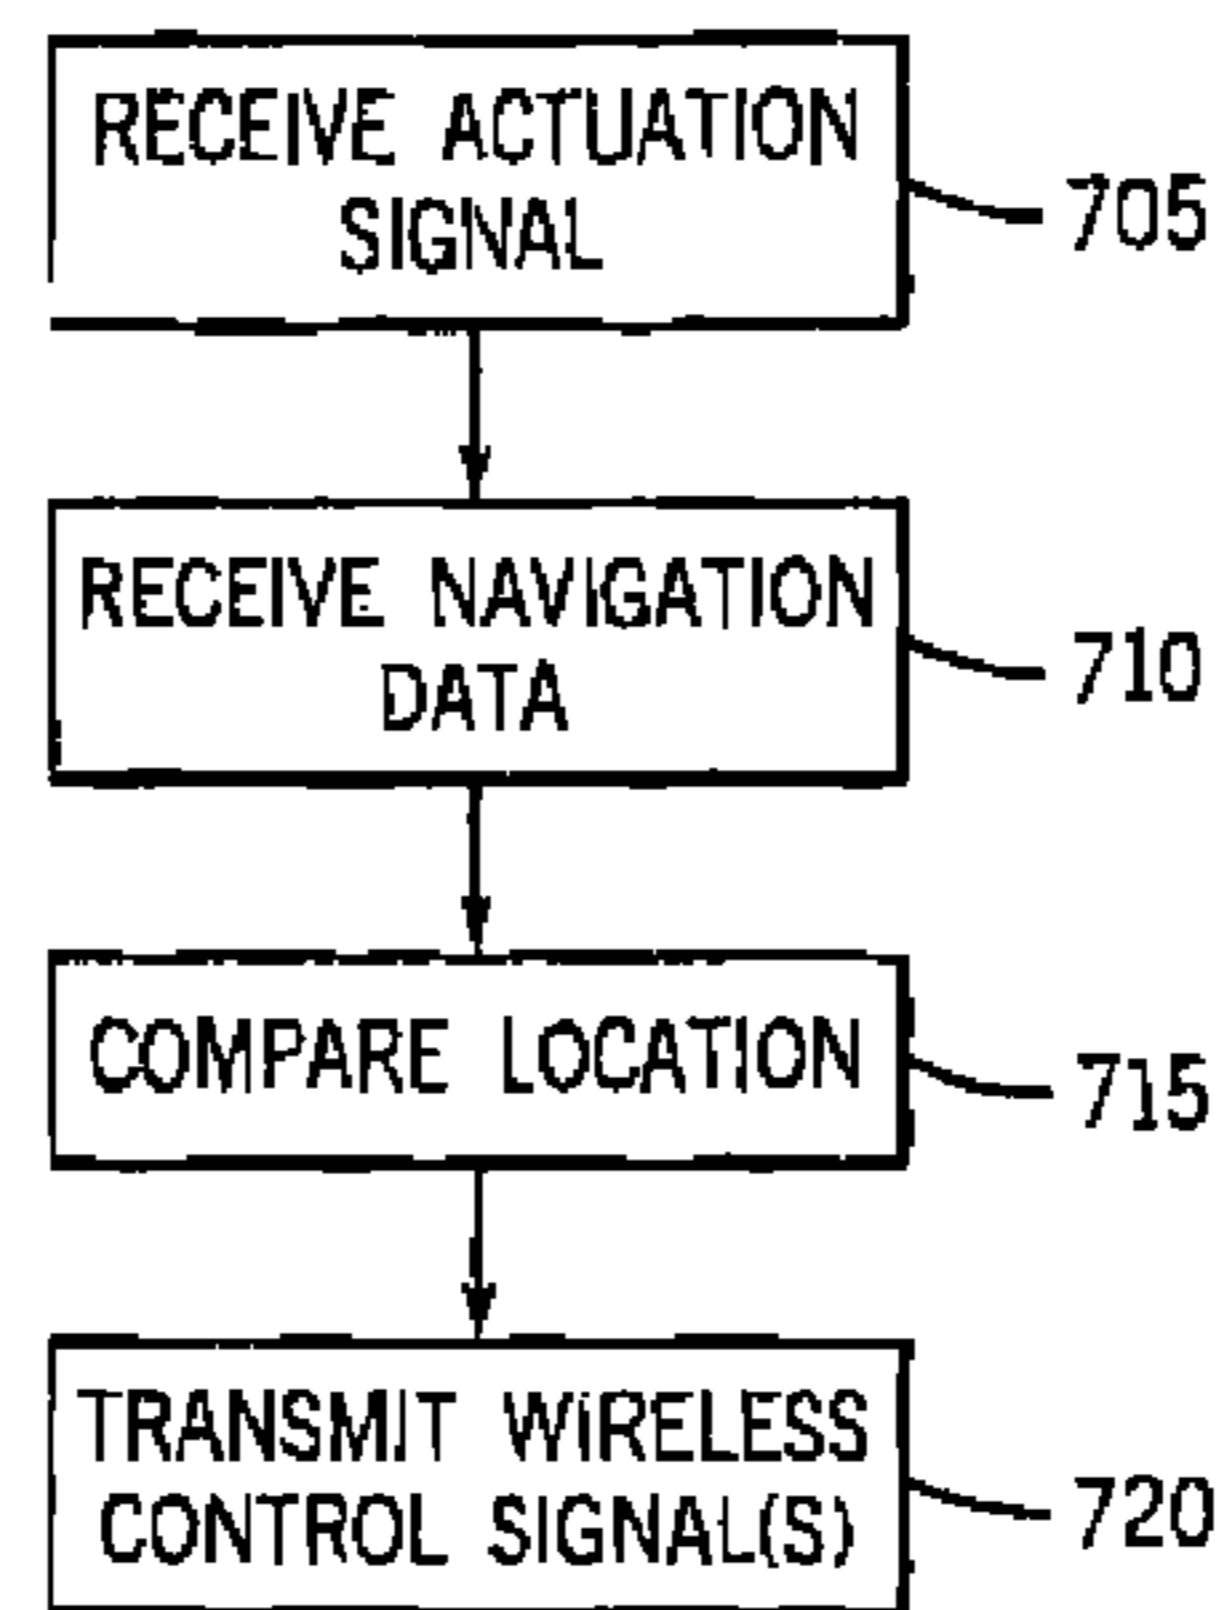 RECEIVE ACTUATION
SIGNAL
705
RECEIVE NAVIGATION
DATA
710
COMPARE LOCATION
715
TRANSMIT WIRELESS
CONTROL SIGNAL(S)
720